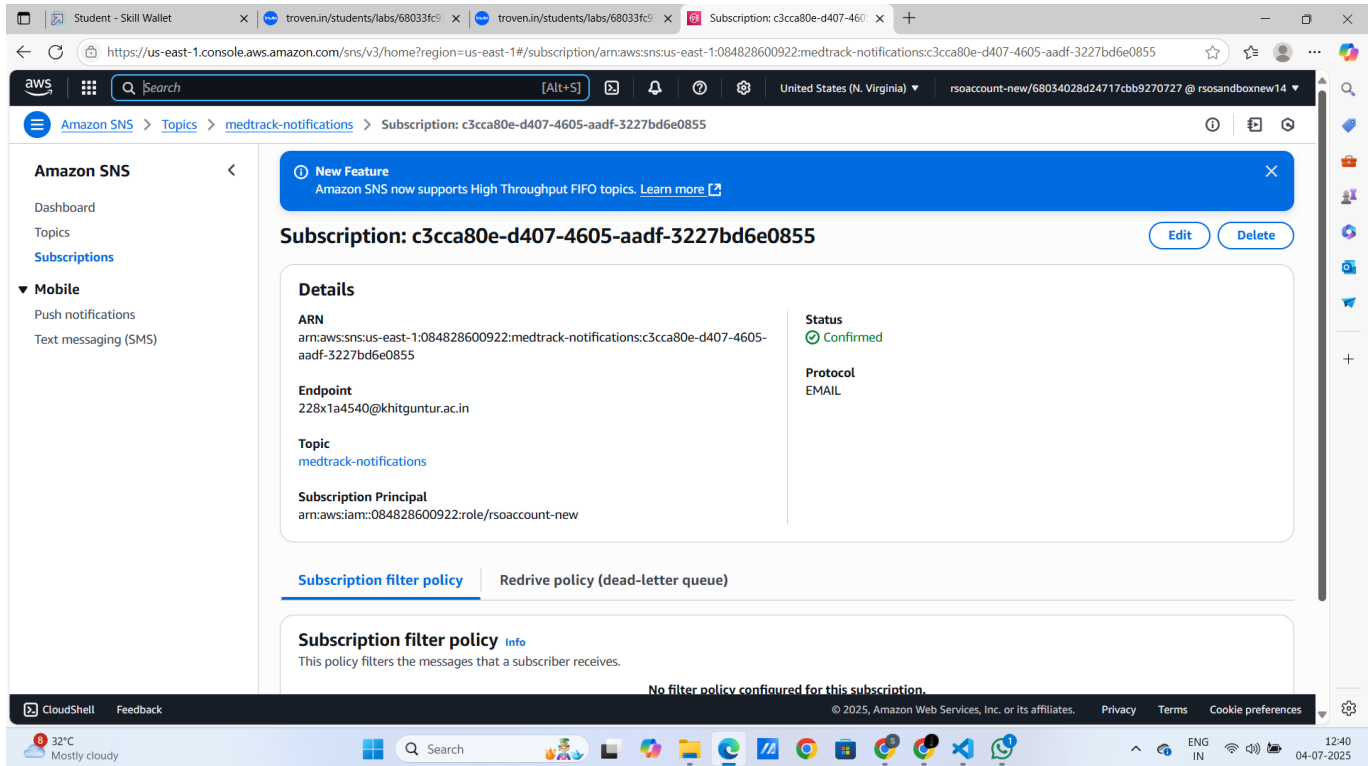 Student - Skill Wallet
troven.in/students/labs/68033fc9
troven.in/students/labs/68033fc9
Subscription: c3cca80e-d407-460
https://us-east-1.console.aws.amazon.com/sns/v3/home?region=us-east-1#/subscription/arn:aws:sns:us-east-1:084828600922:medtrack-notifications:c3cca80e-d407-4605-aadf-3227bd6e0855
aws
Search [Alt+S]
United States (N. Virginia)
rsoaccount-new/68034028d24717cbb9270727 @ rsosandboxnew14
Amazon SNS > Topics > medtrack-notifications > Subscription: c3cca80e-d407-4605-aadf-3227bd6e0855
Amazon SNS
Dashboard
Topics
Subscriptions
Mobile
Push notifications
Text messaging (SMS)
New Feature
Amazon SNS now supports High Throughput FIFO topics. Learn more
Subscription: c3cca80e-d407-4605-aadf-3227bd6e0855
Edit
Delete
Details
ARN
arn:aws:sns:us-east-1:084828600922:medtrack-notifications:c3cca80e-d407-4605-
aadf-3227bd6e0855
Endpoint
228x1a4540@khitguntur.ac.in
Topic
medtrack-notifications
Subscription Principal
arn:aws:iam::084828600922:role/rsoaccount-new
Status
Confirmed
Protocol
EMAIL
Subscription filter policy
Redrive policy (dead-letter queue)
Subscription filter policy Info
This policy filters the messages that a subscriber receives.
No filter policy configured for this subscription.
CloudShell
Feedback
© 2025, Amazon Web Services, Inc. or its affiliates.
Privacy
Terms
Cookie preferences
8
32°C
Mostly cloudy
Search
S
J
1
ENG
IN
12:40
04-07-2025